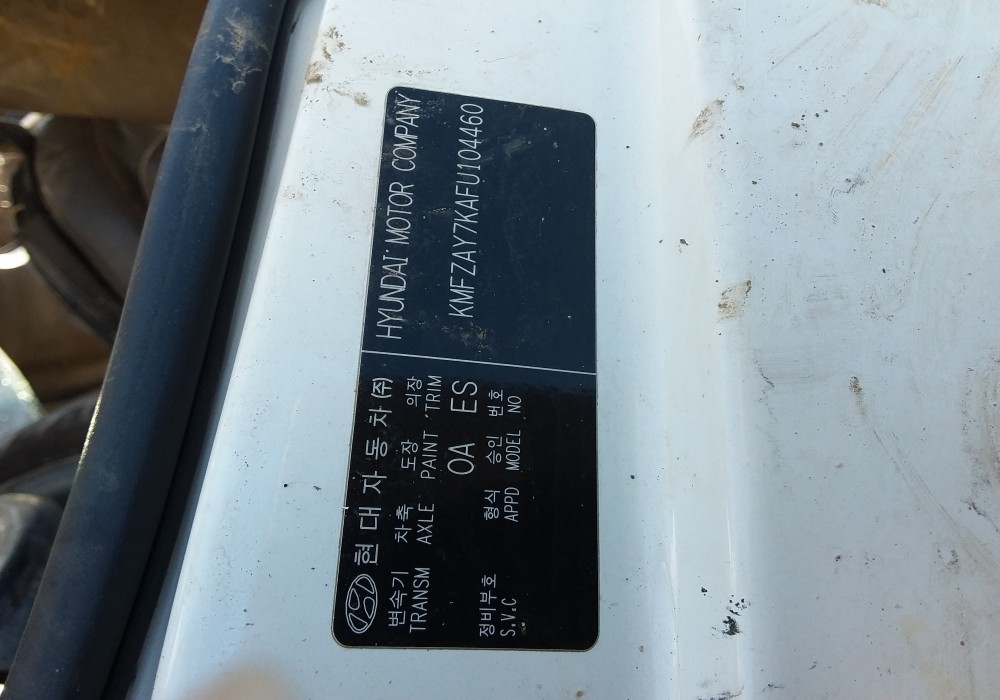 현대자동차(주) HYUNDAI MOTOR COMPANY
변속기 차축 도장 의장
TRANSM AXLE PAINT TRIM
OA ES KMFZAY7KAFU104460
정비부호 형식 승인 번호
S.V.C APPD MODEL NO